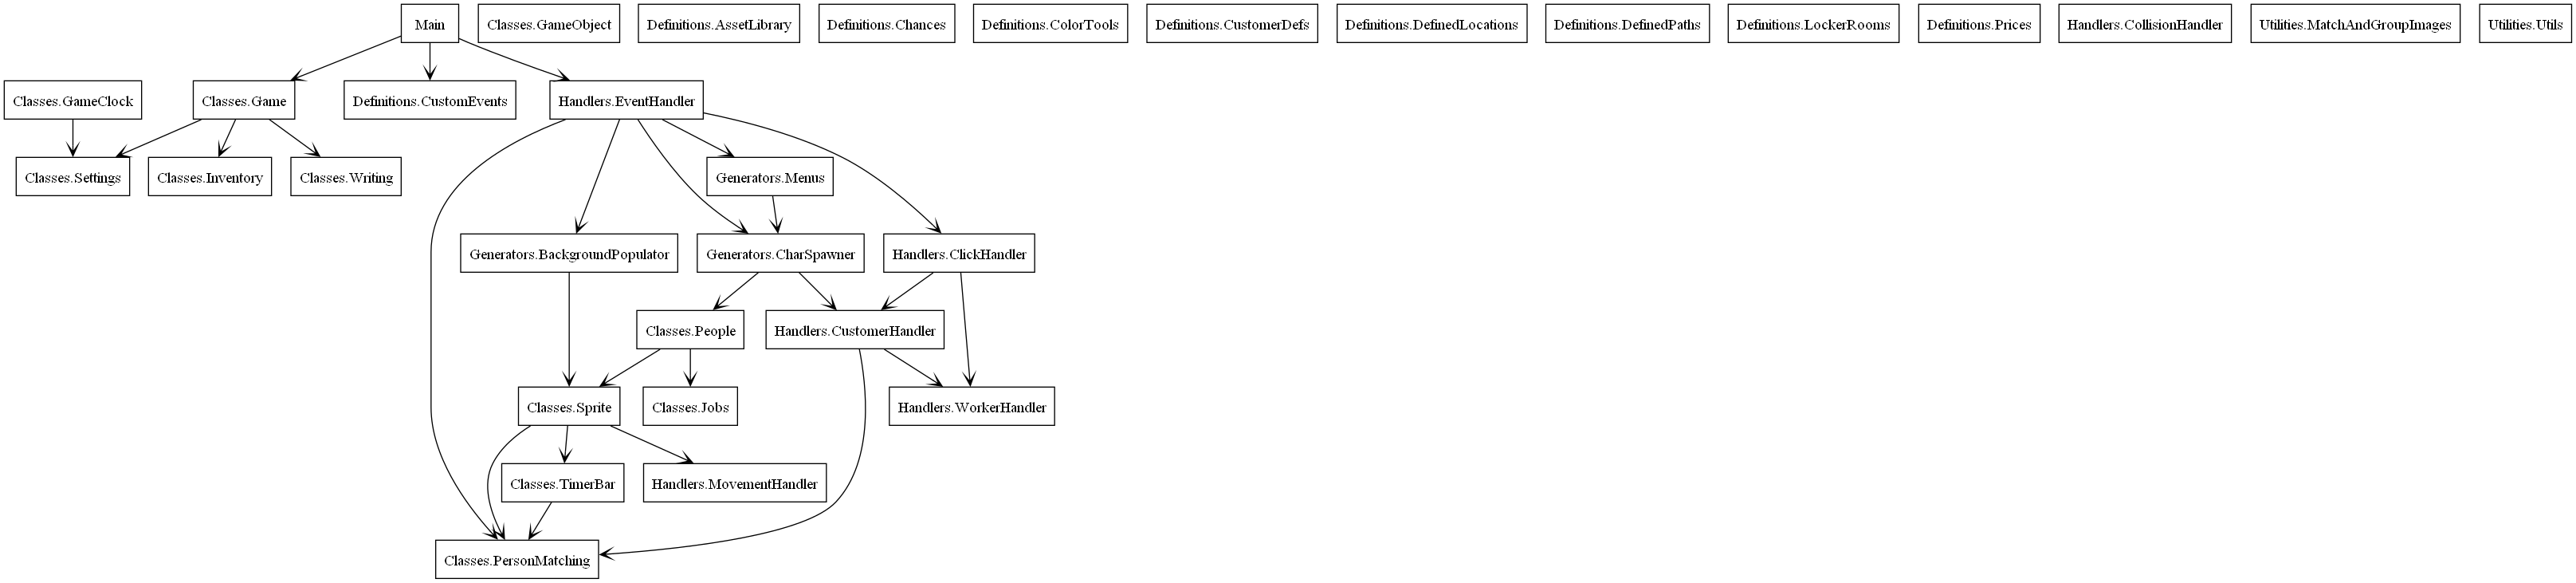 Main
Classes.GameObject
Definitions.AssetLibrary
Definitions.Chances
Definitions.ColorTools
Definitions.CustomerDefs
Definitions.DefinedLocations
Definitions.DefinedPaths
Definitions.LockerRooms
Definitions.Prices
Handlers.CollisionHandler
Utilities.MatchAndGroupImages
Utilities.Utils
Classes.GameClock
Classes.Game
Definitions.CustomEvents
Handlers.EventHandler
Classes.Settings
Classes.Inventory
Classes.Writing
Generators.Menus
Generators.BackgroundPopulator
Generators.CharSpawner
Handlers.ClickHandler
Classes.People
Handlers.CustomerHandler
Classes.Sprite
Classes.Jobs
Handlers.WorkerHandler
Classes.TimerBar
Handlers.MovementHandler
Classes.PersonMatching